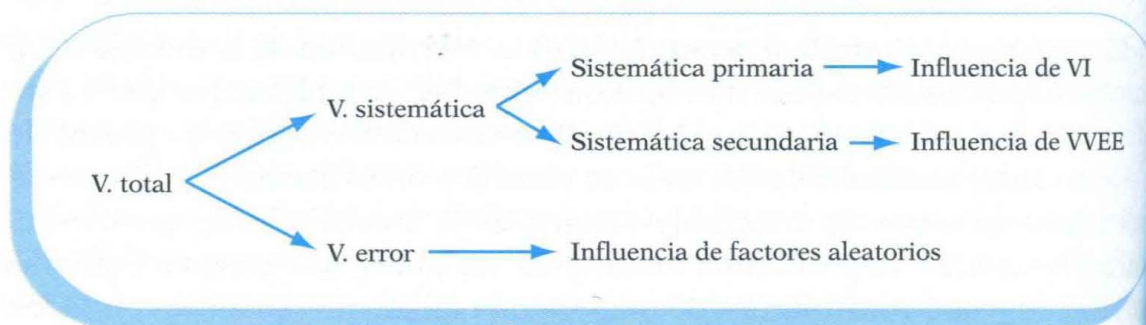 Sistemática primaria Influencia de VI
V. sistemática
Sistemática secundaria Influencia de VVEE
V. total
V. error Influencia de factores aleatorios